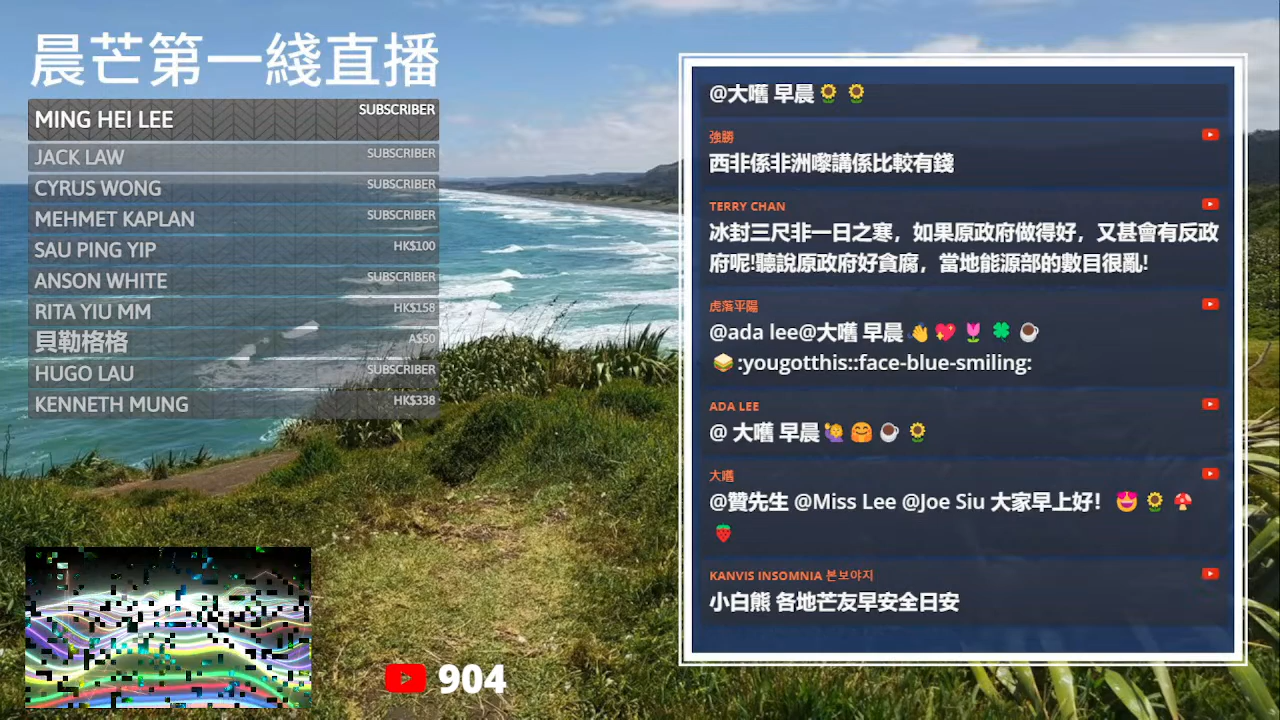 晨芒第一綫直播
MING HEI LEE SUBSCRIBER
JACK LAW SUBSCRIBER
CYRUS WONG SUBSCRIBER
MEHMET KAPLAN SUBSCRIBER
SAU PING YIP HK$100
ANSON WHITE SUBSCRIBER
RITA YIU MM HK$158
貝勒格格 A$50
HUGO LAU SUBSCRIBER
KENNETH MUNG HK$338
904
@大嚿 早晨🌻 🌻
強勝
西非係非洲嚟講係比較有錢
TERRY CHAN
冰封三尺非一日之寒，如果原政府做得好，又甚會有反政
府呢!聽說原政府好貪腐，當地能源部的數目很亂!
虎落平陽
@ada lee@大嚿 早晨👋 💖 🌷 🍀 ☕
🥪 :yougotthis::face-blue-smiling:
ADA LEE
@ 大嚿 早晨🙋 🤗 ☕ 🌻
大嚿
@贊先生 @Miss Lee @Joe Siu 大家早上好！ 😍 🌻 🍄
🍓
KANVIS INSOMNIA 본보야지
小白熊 各地芒友早安全日安